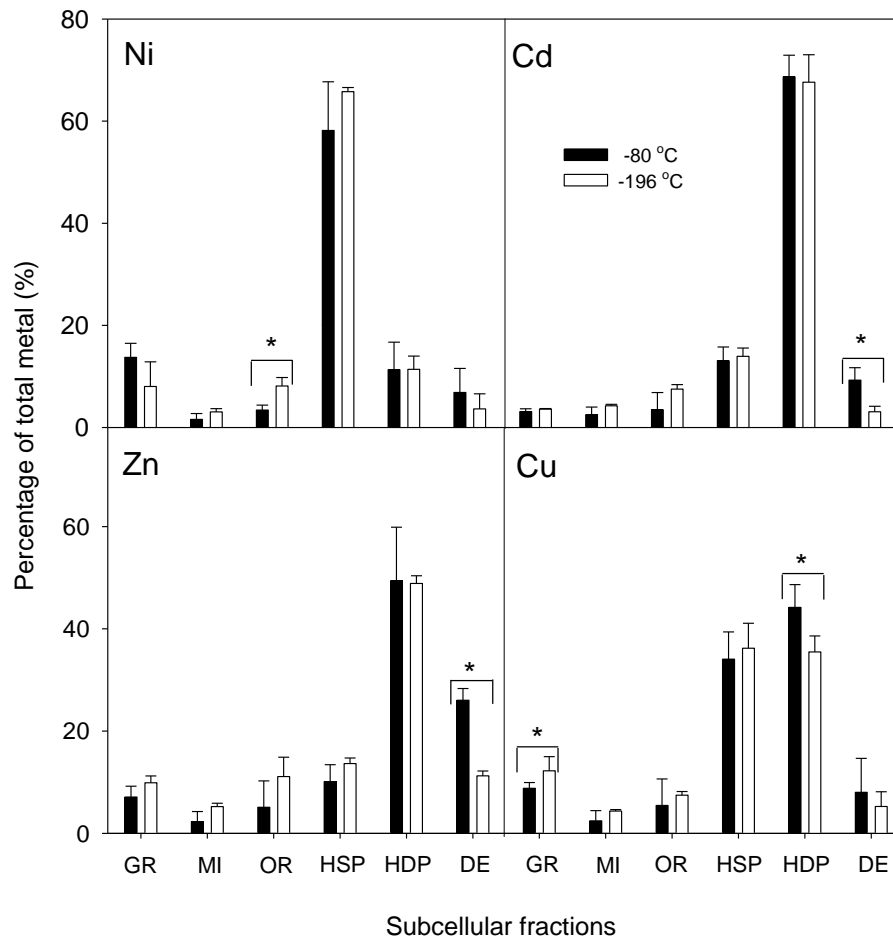 Percentage of total metal (%)
80
60
40
20
0
Ni
*
Cd
-80 °C
-196 °C
*
60
40
20
0
Zn
*
Cu
*
*
GR MI OR HSP HDP DE GR MI OR HSP HDP DE
Subcellular fractions